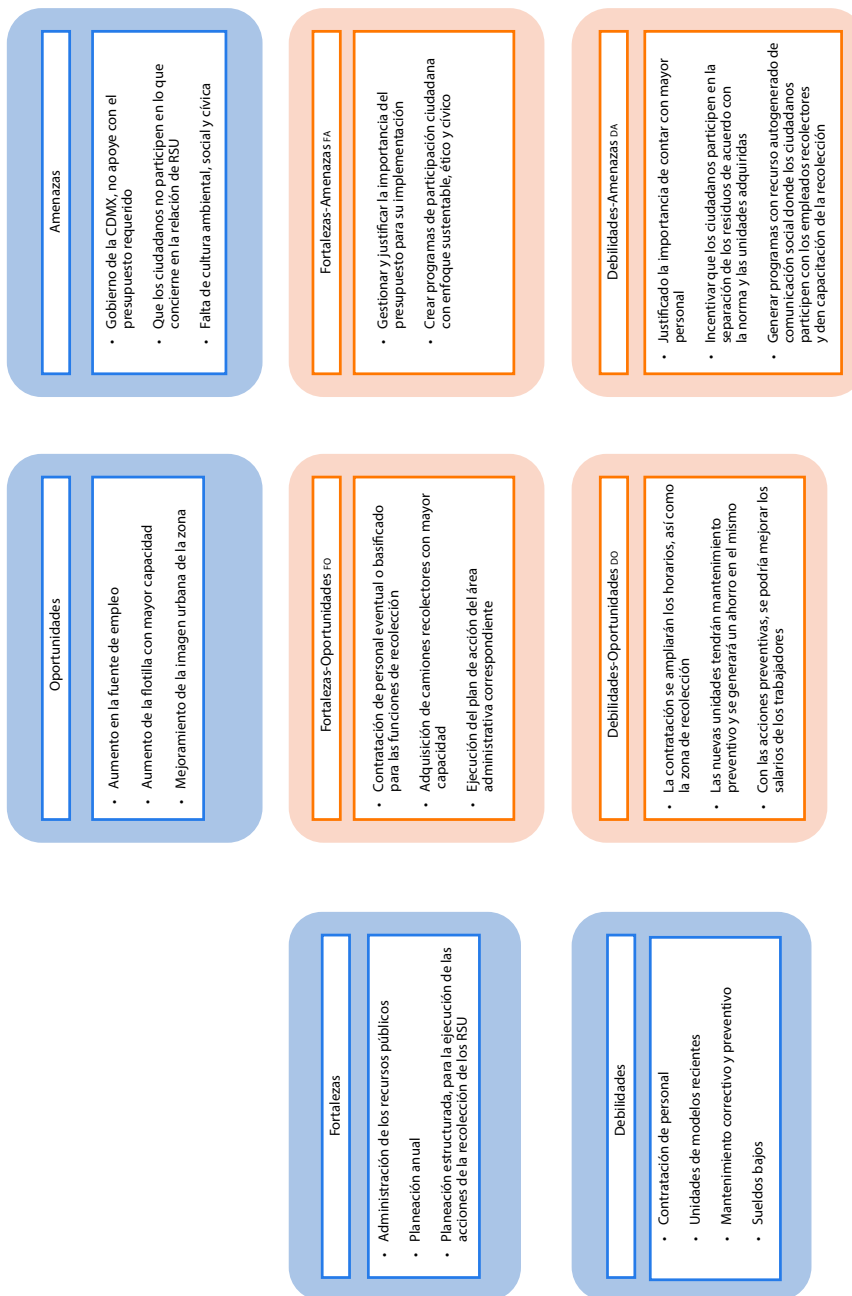 Oportunidades
• Aumento en la fuente de empleo
• Aumento de la flotilla con mayor capacidad
• Mejoramiento de la imagen urbana de la zona
Amenazas
• Gobierno de la CDMX, no apoye con el
presupuesto requerido
• Que los ciudadanos no participen en lo que
concierne en la relación de RSU
• Falta de cultura ambiental, social y cívica
Fortalezas
• Administración de los recursos públicos
• Planeación anual
• Planeación estructurada, para la ejecución de las
acciones de la recolección de los RSU
Fortalezas-Oportunidades FO
• Contratación de personal eventual o basificado
para las funciones de recolección
• Adquisición de camiones recolectores con mayor
capacidad
• Ejecución del plan de acción del área
administrativa correspondiente
Fortalezas-Amenazas FA
• Gestionar y justificar la importancia del
presupuesto para su implementación
• Crear programas de participación ciudadana
con enfoque sustentable, ético y cívico
Debilidades
• Contratación de personal
• Unidades de modelos recientes
• Mantenimiento correctivo y preventivo
• Sueldos bajos
Debilidades-Oportunidades DO
• La contratación se ampliarán los horarios, así como
la zona de recolección
• Las nuevas unidades tendrán mantenimiento
preventivo y se generará un ahorro en el mismo
• Con las acciones preventivas, se podría mejorar los
salarios de los trabajadores
Debilidades-Amenazas DA
• Justificado la importancia de contar con mayor
personal
• Incentivar que los ciudadanos participen en la
separación de los residuos de acuerdo con
la norma y las unidades adquiridas
• Generar programas con recurso autogenerado de
comunicación social donde los ciudadanos
participen con los empleados recolectores
y den capacitación de la recolección